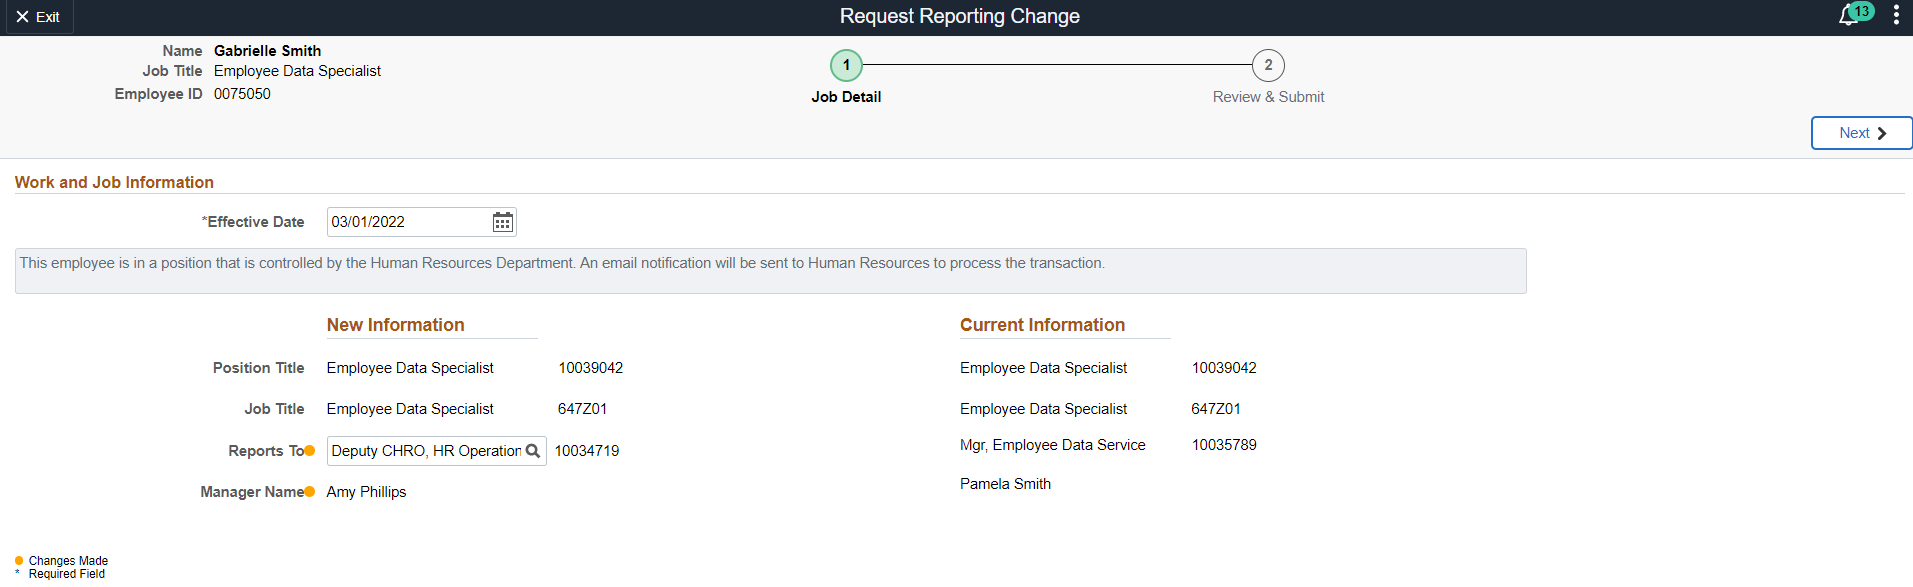 Exit
Request Reporting Change
13
Name Gabrielle Smith
Job Title Employee Data Specialist
Employee ID 0075050
1
2
Job Detail
Review & Submit
Next
Work and Job Information
*Effective Date 03/01/2022
This employee is in a position that is controlled by the Human Resources Department. An email notification will be sent to Human Resources to process the transaction.
New Information Current Information
Position Title Employee Data Specialist 10039042 Employee Data Specialist 10039042
Job Title Employee Data Specialist 647Z01 Employee Data Specialist 647Z01
Reports To Deputy CHRO, HR Operation 10034719 Mgr, Employee Data Service 10035789
Manager Name Amy Phillips Pamela Smith
Changes Made
* Required Field